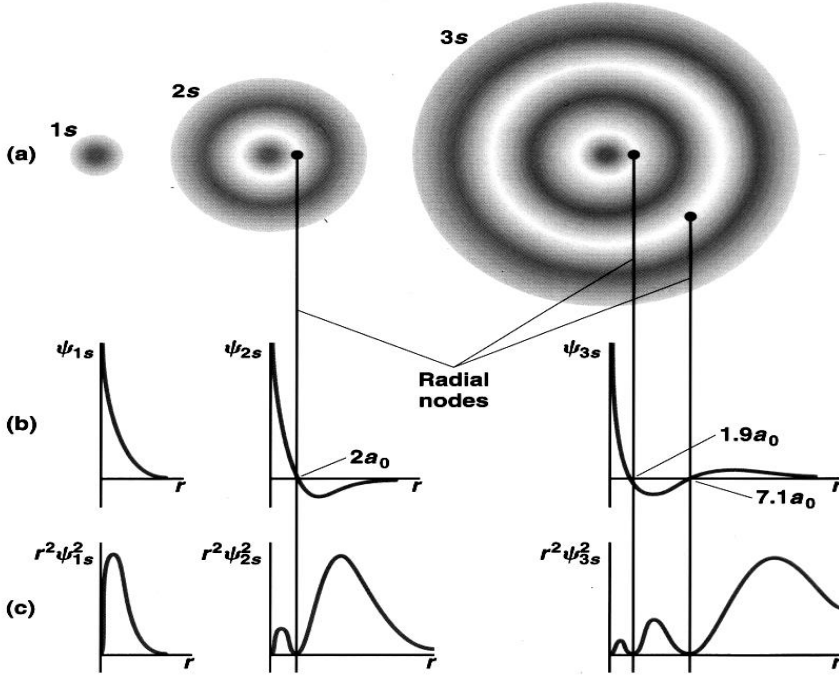 3s
2s
1s
(a)
ψ1s ψ2s ψ3s
Radial
nodes
(b)
2a0 1.9a0
r r r
7.1a0
r²ψ²1s r²ψ²2s r²ψ²3s
(c)
r r r